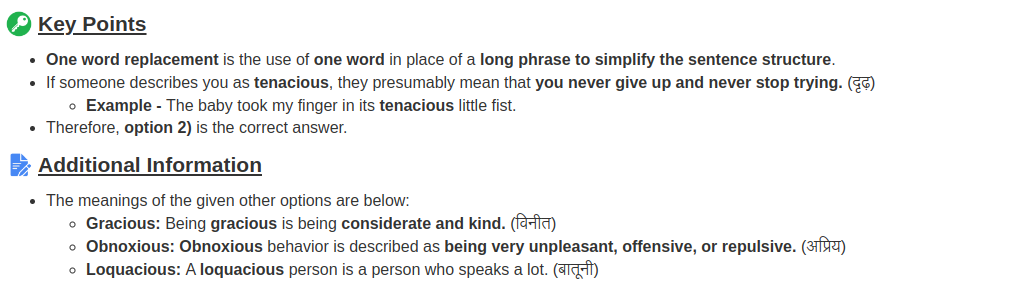 Key Points
One word replacement is the use of one word in place of a long phrase to simplify the sentence structure.
If someone describes you as tenacious, they presumably mean that you never give up and never stop trying. (दृढ़)
Example - The baby took my finger in its tenacious little fist.
Therefore, option 2) is the correct answer.
Additional Information
The meanings of the given other options are below:
Gracious: Being gracious is being considerate and kind. (विनीत)
Obnoxious: Obnoxious behavior is described as being very unpleasant, offensive, or repulsive. (अप्रिय)
Loquacious: A loquacious person is a person who speaks a lot. (बातूनी)